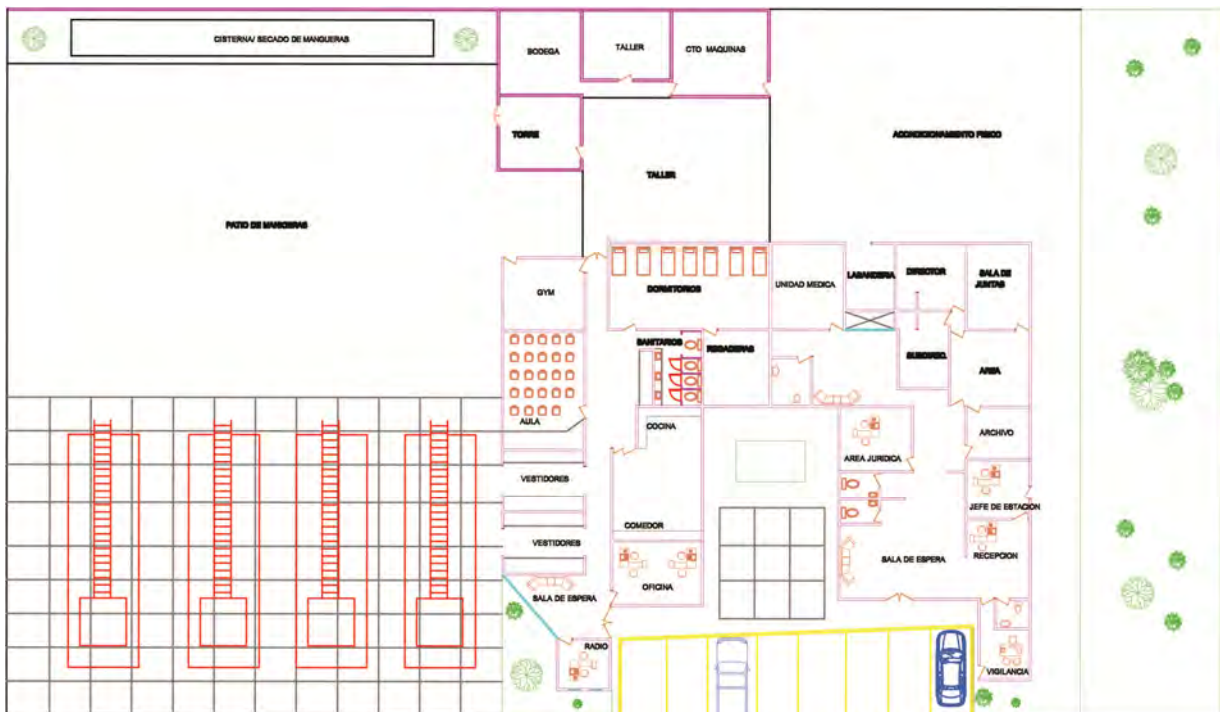 CISTERNA/ SECADO DE MANGUERAS
BODEGA
TALLER
CTO MAQUINAS
TORRE
ACONDICIONAMIENTO FISICO
TALLER
PATIO DE MANIOBRAS
GYM
DORMITORIOS
UNIDAD MEDICA
LABANDERIA
DIRECTOR
SALA DE
JUNTAS
SANITARIOS
REGADERAS
SUBDIREC.
AREA
AULA
COCINA
ARCHIVO
AREA JURIDICA
VESTIDORES
JEFE DE ESTACION
COMEDOR
VESTIDORES
SALA DE ESPERA
RECEPCION
OFICINA
SALA DE ESPERA
RADIO
VIGILANCIA